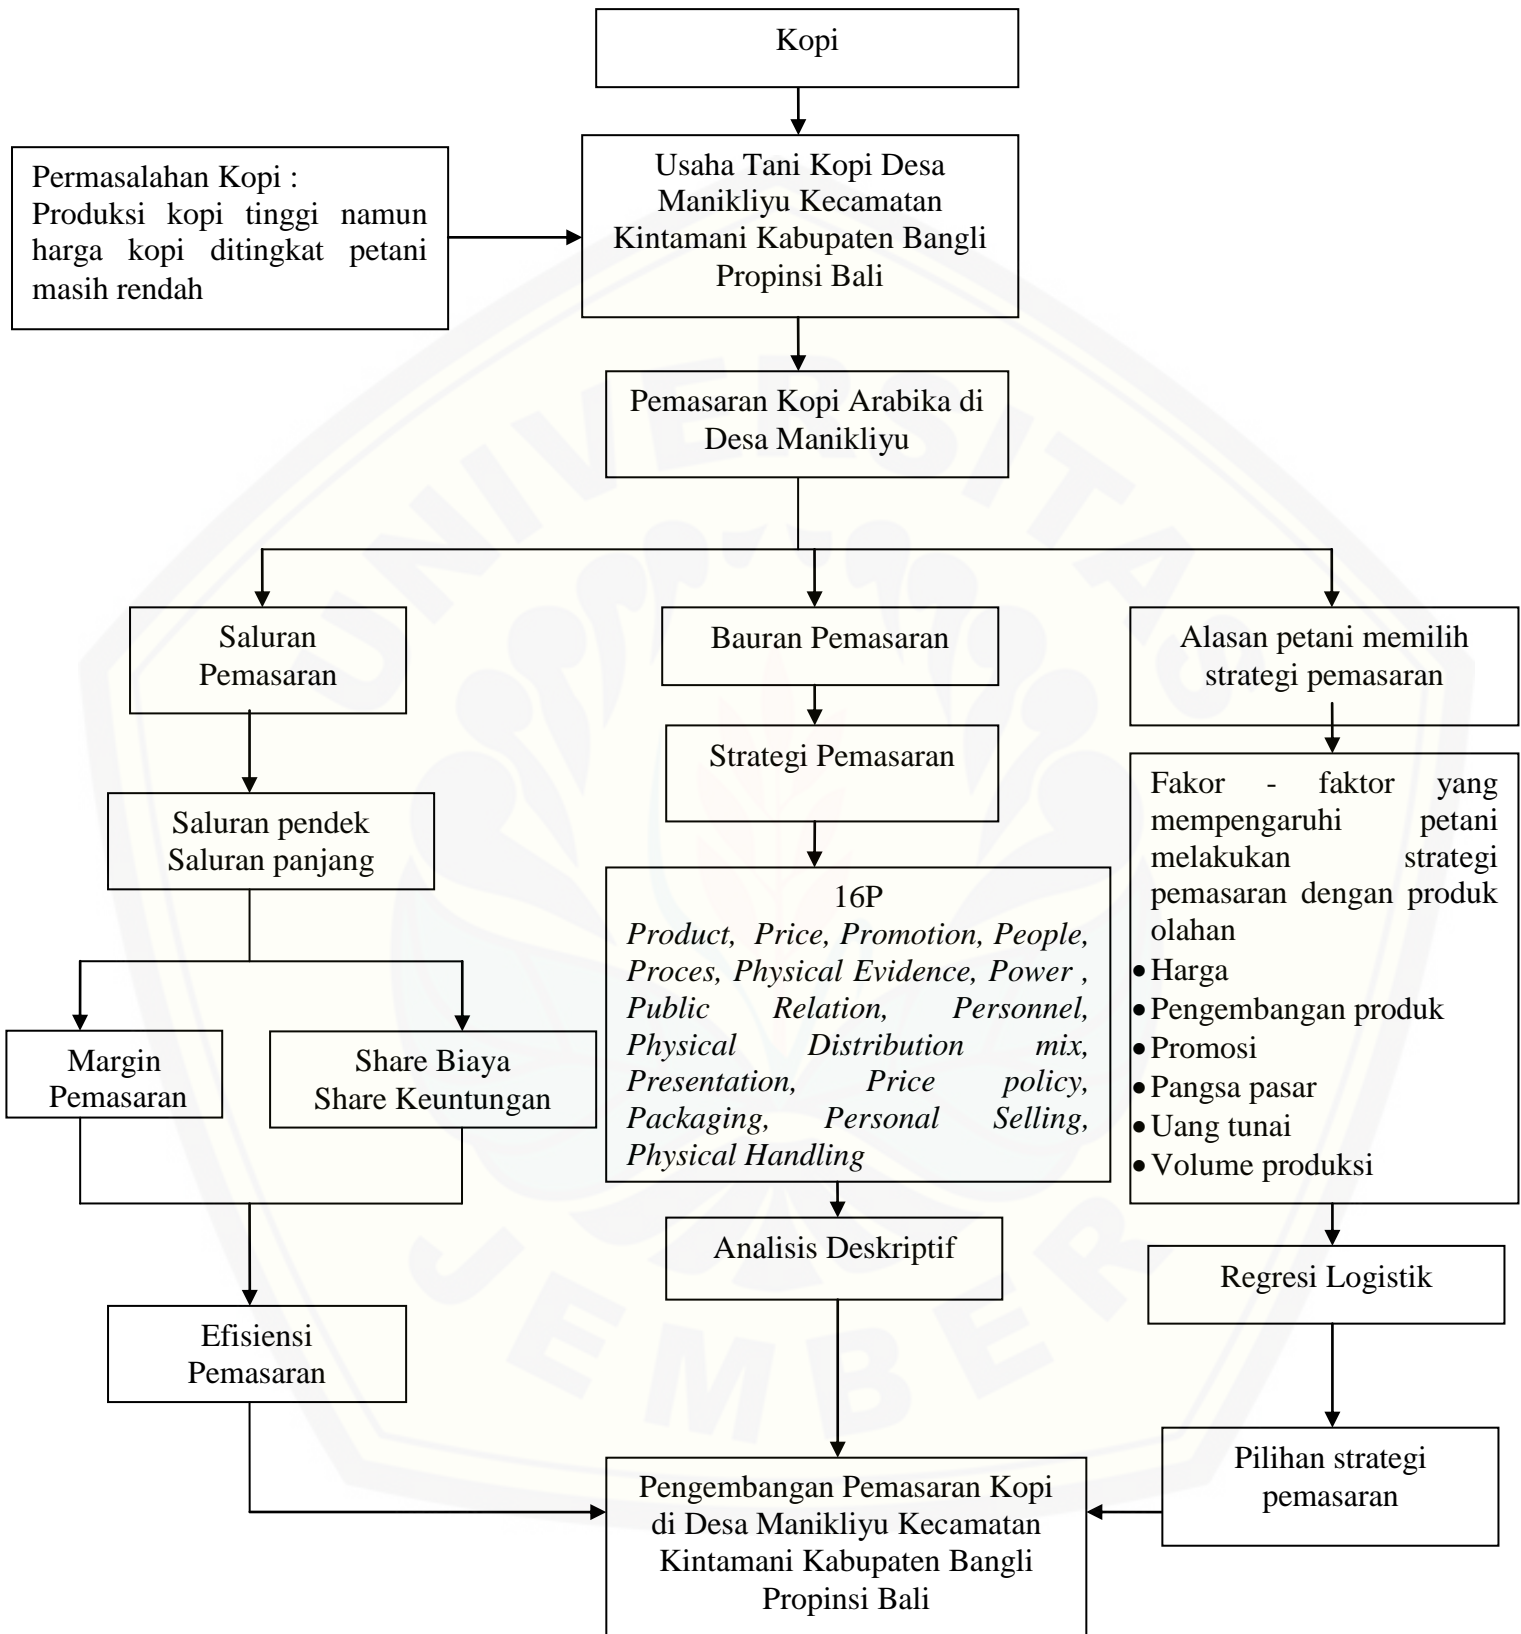 Kopi
Permasalahan Kopi :
Produksi kopi tinggi namun
harga kopi ditingkat petani
masih rendah
Usaha Tani Kopi Desa
Manikliyu Kecamatan
Kintamani Kabupaten Bangli
Propinsi Bali
Pemasaran Kopi Arabika di
Desa Manikliyu
Saluran
Pemasaran
Saluran pendek
Saluran panjang
Margin
Pemasaran
Share Biaya
Share Keuntungan
Efisiensi
Pemasaran
Bauran Pemasaran
Strategi Pemasaran
16P
Product, Price, Promotion, People,
Proces, Physical Evidence, Power ,
Public Relation, Personnel,
Physical Distribution mix,
Presentation, Price policy,
Packaging, Personal Selling,
Physical Handling
Analisis Deskriptif
Alasan petani memilih
strategi pemasaran
Fakor - faktor yang
mempengaruhi petani
melakukan strategi
pemasaran dengan produk
olahan
• Harga
• Pengembangan produk
• Promosi
• Pangsa pasar
• Uang tunai
• Volume produksi
Regresi Logistik
Pilihan strategi
pemasaran
Pengembangan Pemasaran Kopi
di Desa Manikliyu Kecamatan
Kintamani Kabupaten Bangli
Propinsi Bali
UNIVERSITAS
JEMBER